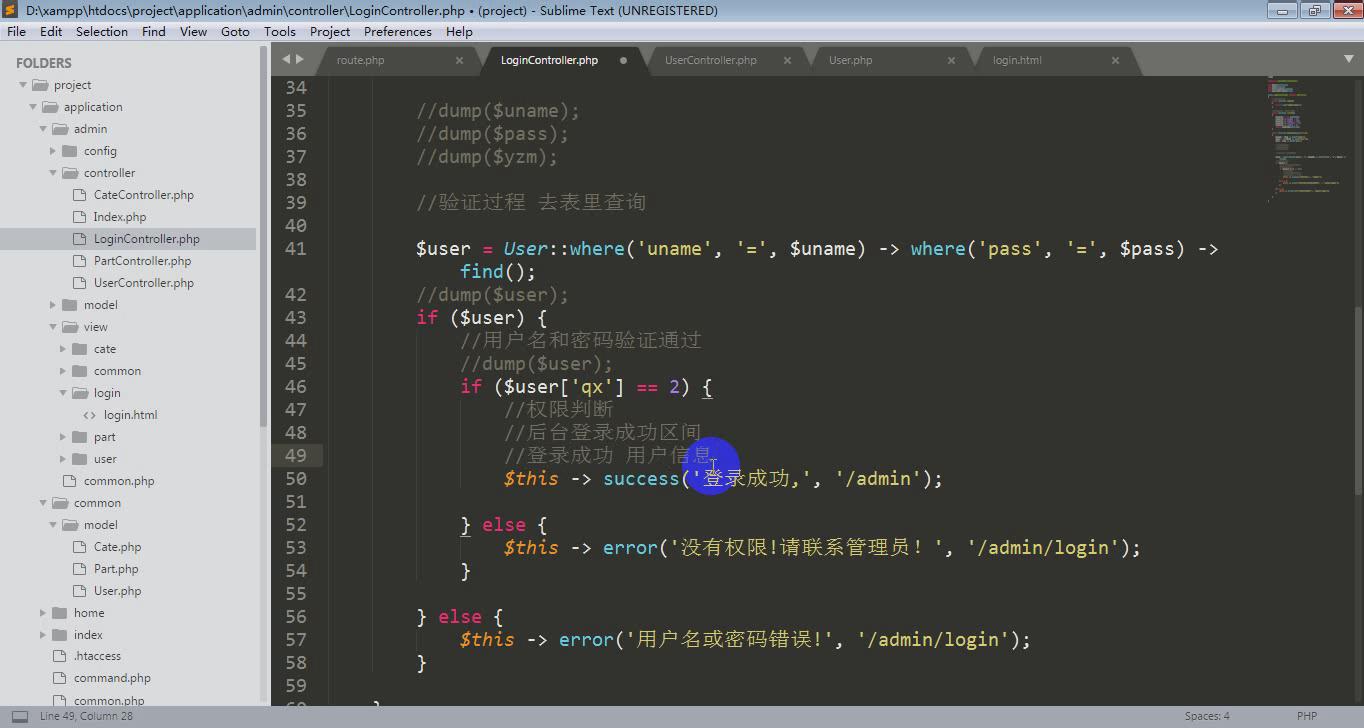 D:\xampp\htdocs\project\application\admin\controller\LoginController.php • (project) - Sublime Text (UNREGISTERED)
File Edit Selection Find View Goto Tools Project Preferences Help
FOLDERS
project
application
admin
config
controller
CateController.php
Index.php
LoginController.php
PartController.php
UserController.php
model
view
cate
common
login
<> login.html
part
user
common.php
common
model
Cate.php
Part.php
User.php
home
index
.htaccess
command.php
common.php
route.php LoginController.php UserController.php User.php login.html
34
35 //dump($uname);
36 //dump($pass);
37 //dump($yzm);
38
39 //验证过程 去表里查询
40
41 $user = User::where('uname', '=', $uname) -> where('pass', '=', $pass) ->
find();
42 //dump($user);
43 if ($user) {
44 //用户名和密码验证通过
45 //dump($user);
46 if ($user['qx'] == 2) {
47 //权限判断
48 //后台登录成功区间
49 //登录成功 用户信息
50 $this -> success('登录成功,', '/admin');
51
52 } else {
53 $this -> error('没有权限!请联系管理员！', '/admin/login');
54 }
55
56 } else {
57 $this -> error('用户名或密码错误!', '/admin/login');
58 }
59
60 }
Line 49, Column 28 Spaces: 4 PHP